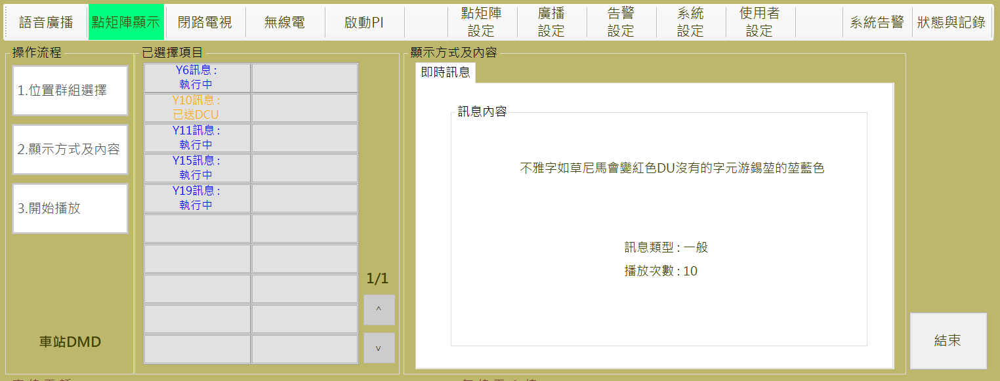 語音廣播
點矩陣顯示
閉路電視
無線電
啟動PI
點矩陣
設定
廣播
設定
告警
設定
系統
設定
使用者
設定
系統告警
狀態與記錄
操作流程
1.位置群組選擇
2.顯示方式及內容
3.開始播放
車站DMD
已選擇項目
Y6訊息 :
執行中
Y10訊息 :
已送DCU
Y11訊息 :
執行中
Y15訊息 :
執行中
Y19訊息 :
執行中
1/1
^
v
顯示方式及內容
即時訊息
訊息內容
不雅字如草尼馬會變紅色DU沒有的字元游錫堃的堃藍色
訊息類型 : 一般
播放次數 : 10
結束